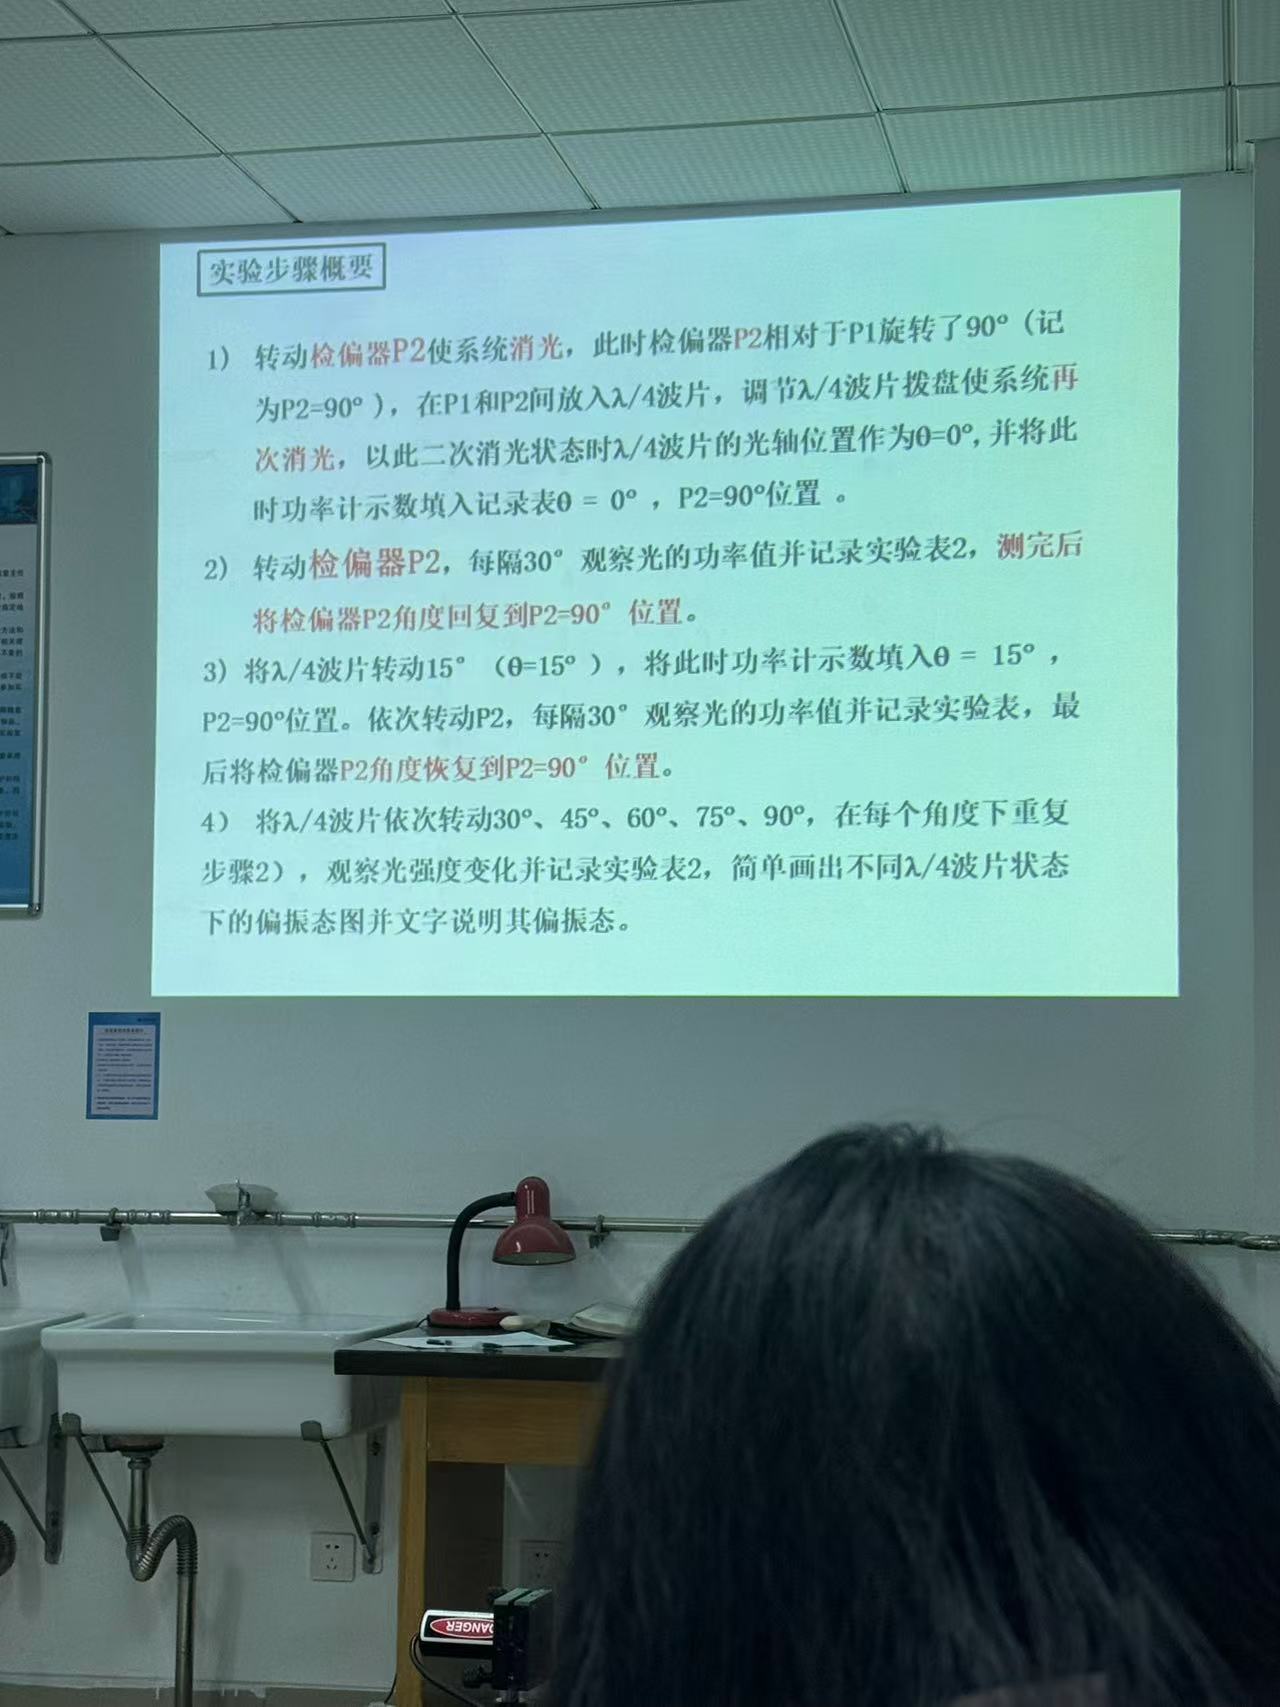 实验步骤概要
1） 转动检偏器P2使系统消光，此时检偏器P2相对于P1旋转了90°（记
为P2=90°），在P1和P2间放入λ/4波片，调节λ/4波片拨盘使系统再
次消光，以此二次消光状态时λ/4波片的光轴位置作为θ=0°，并将此
时功率计示数填入记录表θ = 0° ，P2=90°位置 。
2） 转动检偏器P2，每隔30° 观察光的功率值并记录实验表2，测完后
将检偏器P2角度回复到P2=90° 位置。
3）将λ/4波片转动15° （θ=15° ），将此时功率计示数填入θ = 15° ，
P2=90°位置。依次转动P2，每隔30° 观察光的功率值并记录实验表，最
后将检偏器P2角度恢复到P2=90° 位置。
4） 将λ/4波片依次转动30°、45°、60°、75°、90°，在每个角度下重复
步骤2），观察光强度变化并记录实验表2，简单画出不同λ/4波片状态
下的偏振态图并文字说明其偏振态。
DANGER